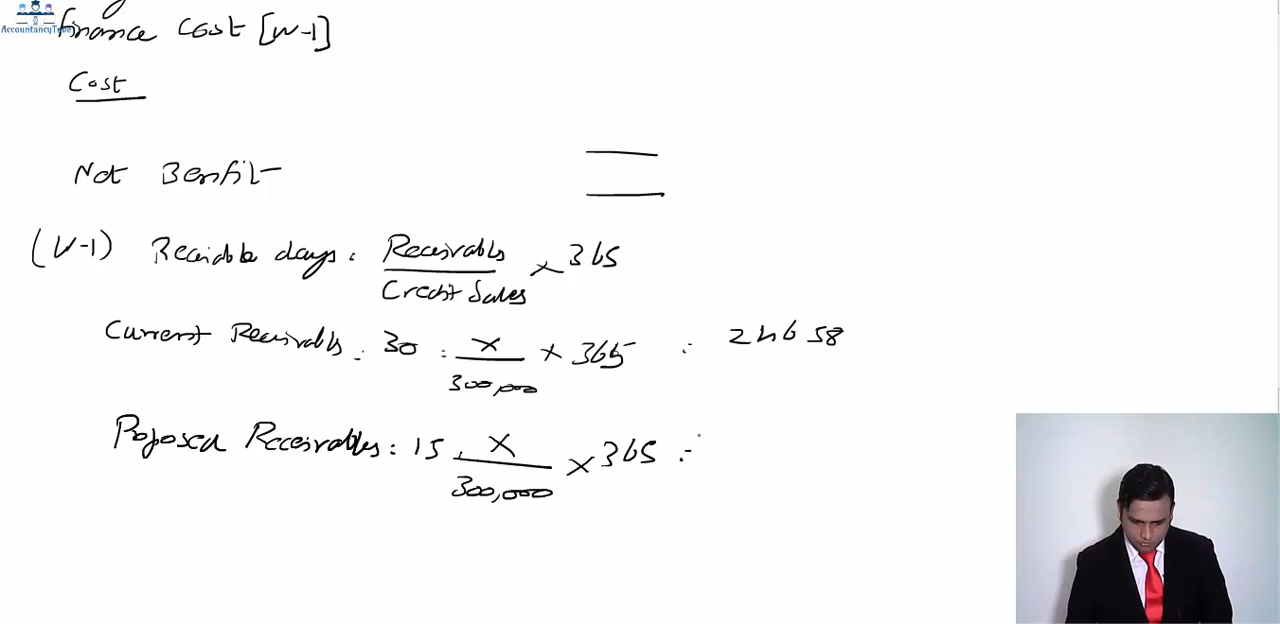 AccountancyTube
Finance Cost [W-1]
Cost
Net Benefit
(W-1) Receivable days : Receivables / Credit Sales × 365
Current Receivables : 30 = x / 300,000 × 365 = 24658
Proposed Receivables : 15 = x / 300,000 × 365 =